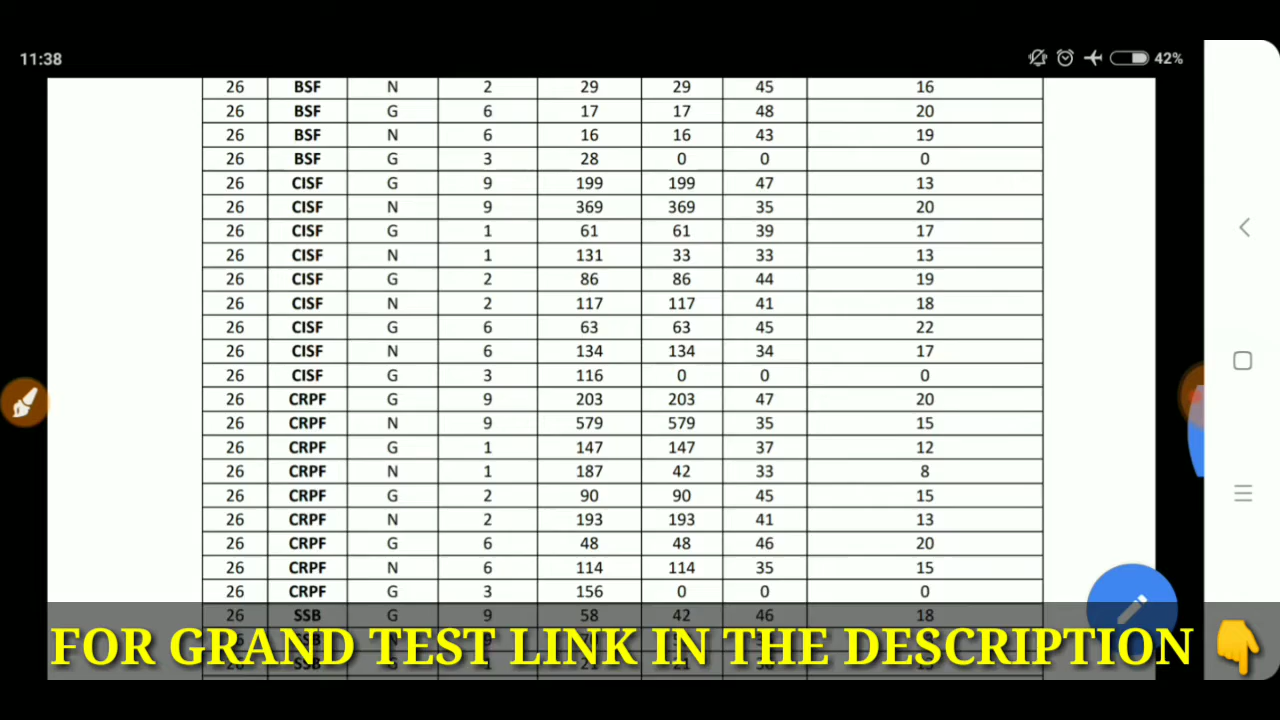 11:38
42%
26 BSF N 2 29 29 45 16
26 BSF G 6 17 17 48 20
26 BSF N 6 16 16 43 19
26 BSF G 3 28 0 0 0
26 CISF G 9 199 199 47 13
26 CISF N 9 369 369 35 20
26 CISF G 1 61 61 39 17
26 CISF N 1 131 33 33 13
26 CISF G 2 86 86 44 19
26 CISF N 2 117 117 41 18
26 CISF G 6 63 63 45 22
26 CISF N 6 134 134 34 17
26 CISF G 3 116 0 0 0
26 CRPF G 9 203 203 47 20
26 CRPF N 9 579 579 35 15
26 CRPF G 1 147 147 37 12
26 CRPF N 1 187 42 33 8
26 CRPF G 2 90 90 45 15
26 CRPF N 2 193 193 41 13
26 CRPF G 6 48 48 46 20
26 CRPF N 6 114 114 35 15
26 CRPF G 3 156 0 0 0
26 SSB G 9 58 42 46 18
FOR GRAND TEST LINK IN THE DESCRIPTION